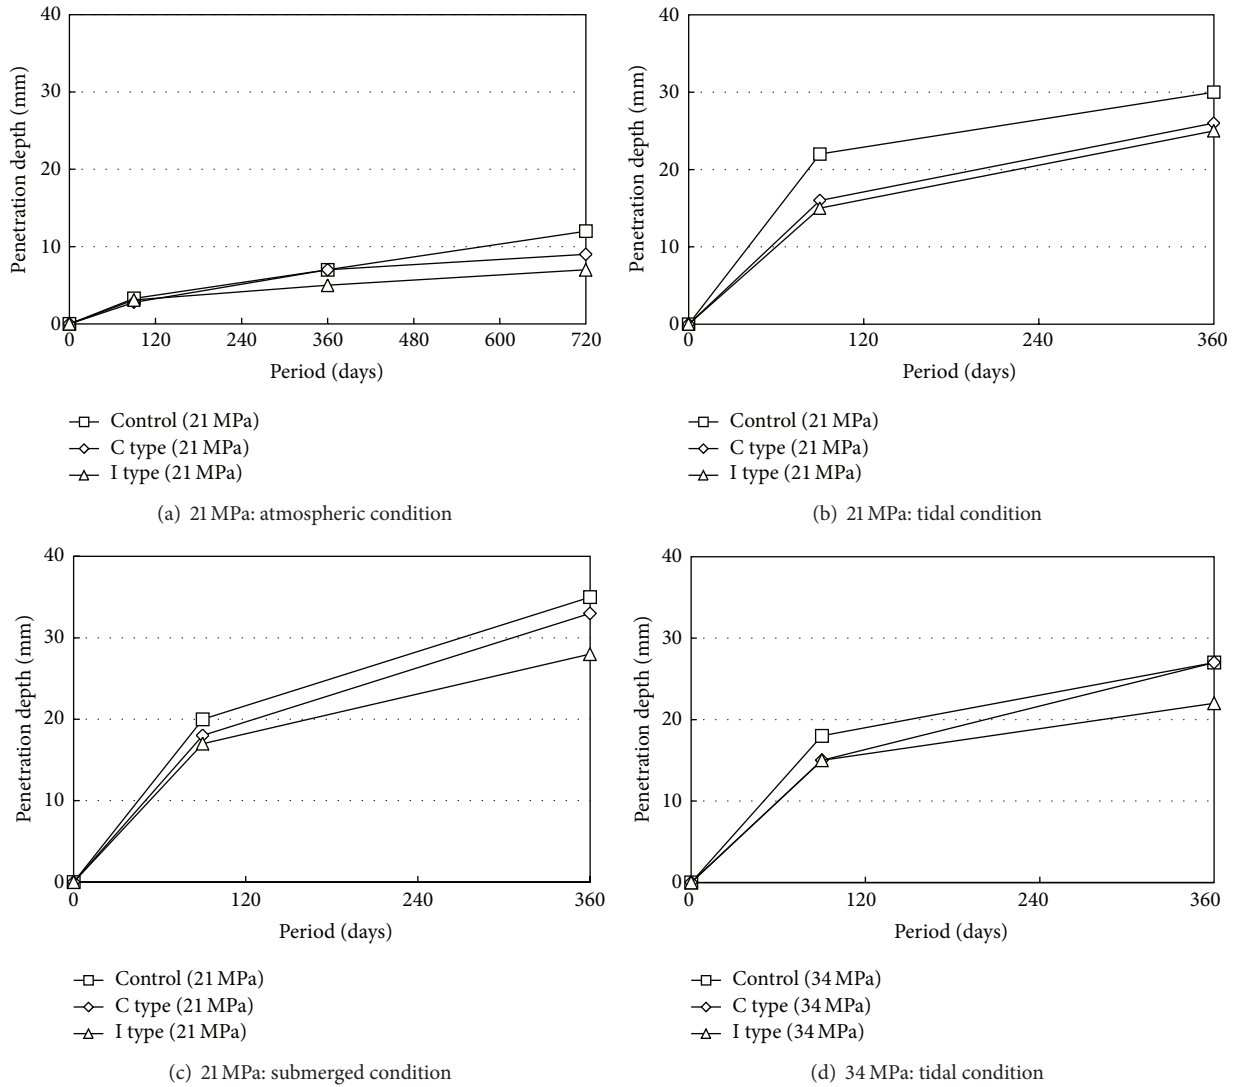 40
30
20
10
0
Penetration depth (mm)
0 120 240 360 480 600 720
Period (days)
Control (21 MPa)
C type (21 MPa)
I type (21 MPa)
(a) 21 MPa: atmospheric condition
40
30
20
10
0
Penetration depth (mm)
0 120 240 360
Period (days)
Control (21 MPa)
C type (21 MPa)
I type (21 MPa)
(b) 21 MPa: tidal condition
40
30
20
10
0
Penetration depth (mm)
0 120 240 360
Period (days)
Control (21 MPa)
C type (21 MPa)
I type (21 MPa)
(c) 21 MPa: submerged condition
40
30
20
10
0
Penetration depth (mm)
0 120 240 360
Period (days)
Control (34 MPa)
C type (34 MPa)
I type (34 MPa)
(d) 34 MPa: tidal condition